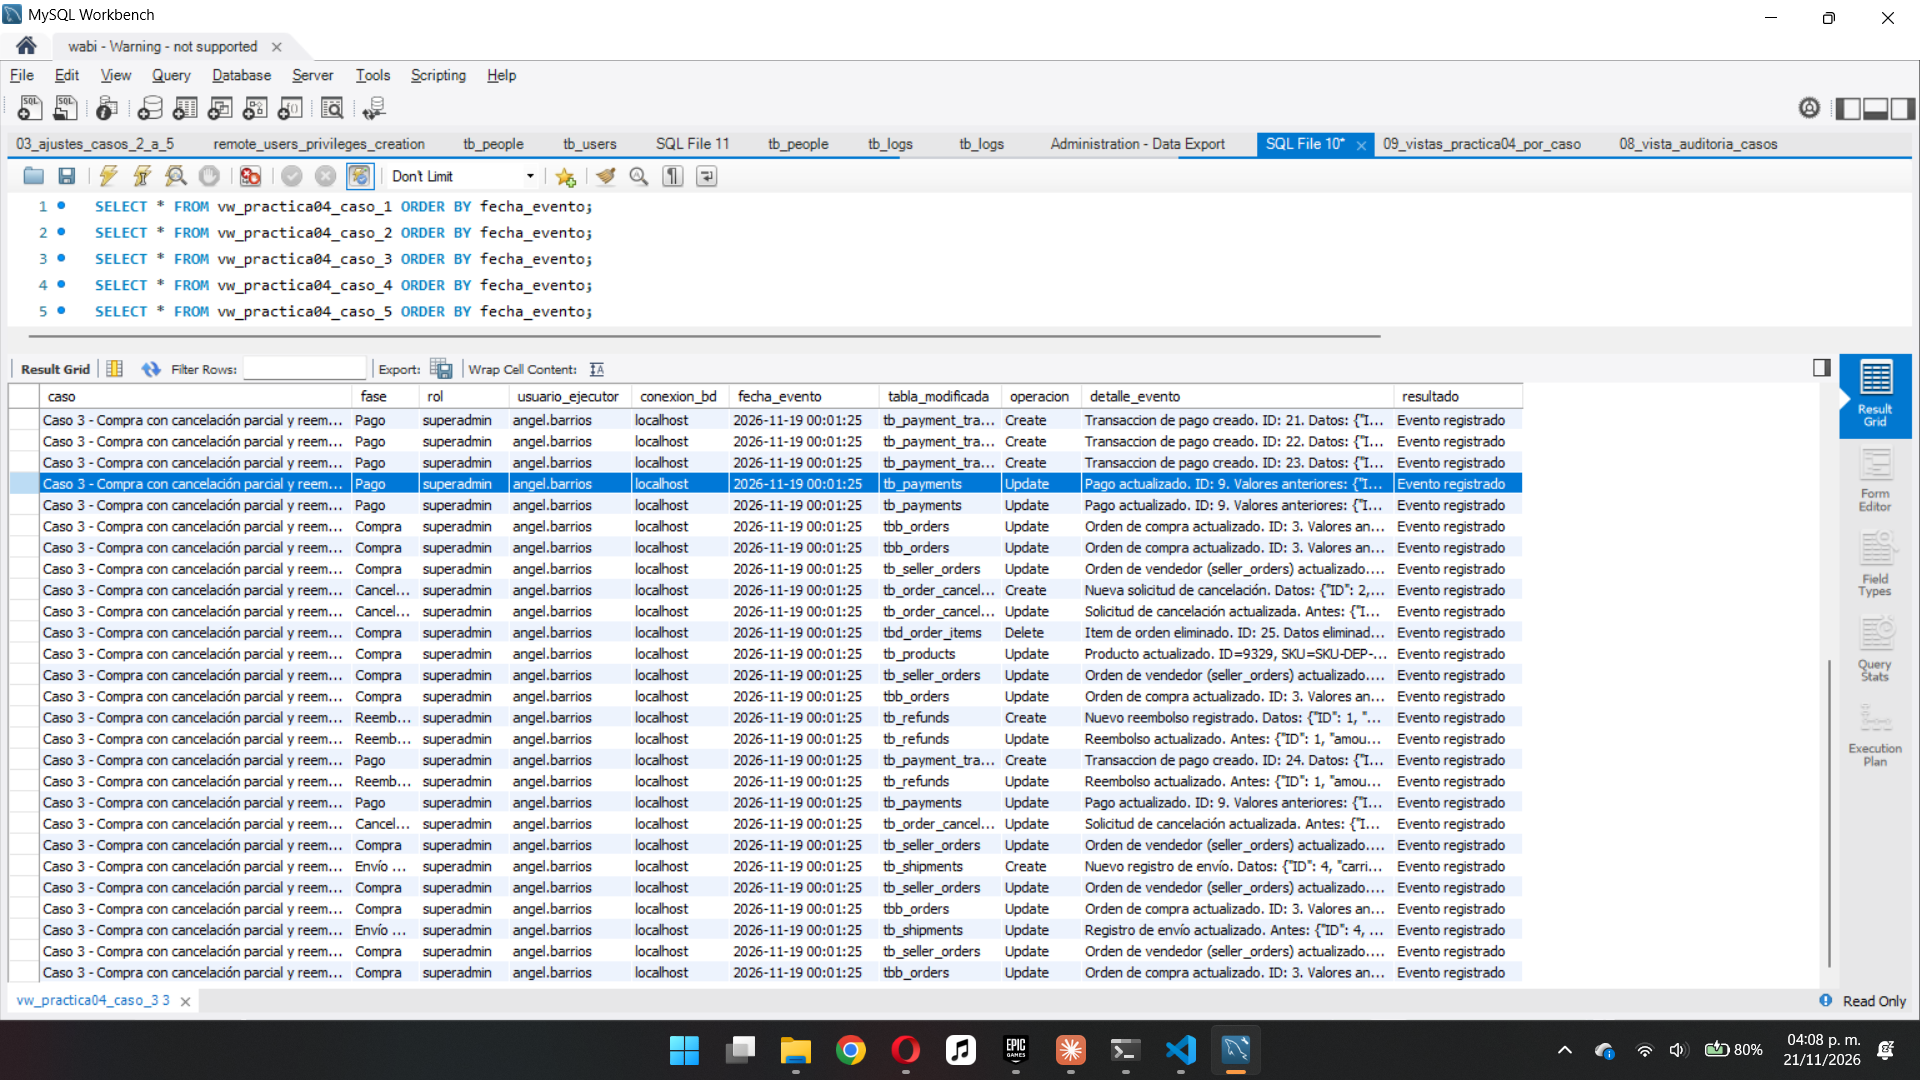 MySQL Workbench
wabi - Warning - not supported
File Edit View Query Database Server Tools Scripting Help
03_ajustes_casos_2_a_5 remote_users_privileges_creation tb_people tb_users SQL File 11 tb_people tb_logs tb_logs Administration - Data Export SQL File 10* 09_vistas_practica04_por_caso 08_vista_auditoria_casos
Don't Limit
1 SELECT * FROM vw_practica04_caso_1 ORDER BY fecha_evento;
2 SELECT * FROM vw_practica04_caso_2 ORDER BY fecha_evento;
3 SELECT * FROM vw_practica04_caso_3 ORDER BY fecha_evento;
4 SELECT * FROM vw_practica04_caso_4 ORDER BY fecha_evento;
5 SELECT * FROM vw_practica04_caso_5 ORDER BY fecha_evento;
Result Grid Filter Rows: Export: Wrap Cell Content:
caso fase rol usuario_ejecutor conexion_bd fecha_evento tabla_modificada operacion detalle_evento resultado
Caso 3 - Compra con cancelación parcial y reem... Pago superadmin angel.barrios localhost 2026-11-19 00:01:25 tb_payment_tra... Create Transaccion de pago creado. ID: 21. Datos: {"I... Evento registrado
Caso 3 - Compra con cancelación parcial y reem... Pago superadmin angel.barrios localhost 2026-11-19 00:01:25 tb_payment_tra... Create Transaccion de pago creado. ID: 22. Datos: {"I... Evento registrado
Caso 3 - Compra con cancelación parcial y reem... Pago superadmin angel.barrios localhost 2026-11-19 00:01:25 tb_payment_tra... Create Transaccion de pago creado. ID: 23. Datos: {"I... Evento registrado
Caso 3 - Compra con cancelación parcial y reem... Pago superadmin angel.barrios localhost 2026-11-19 00:01:25 tb_payments Update Pago actualizado. ID: 9. Valores anteriores: {"I... Evento registrado
Caso 3 - Compra con cancelación parcial y reem... Pago superadmin angel.barrios localhost 2026-11-19 00:01:25 tb_payments Update Pago actualizado. ID: 9. Valores anteriores: {"I... Evento registrado
Caso 3 - Compra con cancelación parcial y reem... Compra superadmin angel.barrios localhost 2026-11-19 00:01:25 tbb_orders Update Orden de compra actualizado. ID: 3. Valores an... Evento registrado
Caso 3 - Compra con cancelación parcial y reem... Compra superadmin angel.barrios localhost 2026-11-19 00:01:25 tbb_orders Update Orden de compra actualizado. ID: 3. Valores an... Evento registrado
Caso 3 - Compra con cancelación parcial y reem... Compra superadmin angel.barrios localhost 2026-11-19 00:01:25 tb_seller_orders Update Orden de vendedor (seller_orders) actualizado.... Evento registrado
Caso 3 - Compra con cancelación parcial y reem... Cancel... superadmin angel.barrios localhost 2026-11-19 00:01:25 tb_order_cancel... Create Nueva solicitud de cancelación. Datos: {"ID": 2,... Evento registrado
Caso 3 - Compra con cancelación parcial y reem... Cancel... superadmin angel.barrios localhost 2026-11-19 00:01:25 tb_order_cancel... Update Solicitud de cancelación actualizada. Antes: {"I... Evento registrado
Caso 3 - Compra con cancelación parcial y reem... Compra superadmin angel.barrios localhost 2026-11-19 00:01:25 tbd_order_items Delete Item de orden eliminado. ID: 25. Datos eliminad... Evento registrado
Caso 3 - Compra con cancelación parcial y reem... Compra superadmin angel.barrios localhost 2026-11-19 00:01:25 tb_products Update Producto actualizado. ID=9329, SKU=SKU-DEP-... Evento registrado
Caso 3 - Compra con cancelación parcial y reem... Compra superadmin angel.barrios localhost 2026-11-19 00:01:25 tb_seller_orders Update Orden de vendedor (seller_orders) actualizado.... Evento registrado
Caso 3 - Compra con cancelación parcial y reem... Compra superadmin angel.barrios localhost 2026-11-19 00:01:25 tbb_orders Update Orden de compra actualizado. ID: 3. Valores an... Evento registrado
Caso 3 - Compra con cancelación parcial y reem... Reemb... superadmin angel.barrios localhost 2026-11-19 00:01:25 tb_refunds Create Nuevo reembolso registrado. Datos: {"ID": 1, "... Evento registrado
Caso 3 - Compra con cancelación parcial y reem... Reemb... superadmin angel.barrios localhost 2026-11-19 00:01:25 tb_refunds Update Reembolso actualizado. Antes: {"ID": 1, "amou... Evento registrado
Caso 3 - Compra con cancelación parcial y reem... Pago superadmin angel.barrios localhost 2026-11-19 00:01:25 tb_payment_tra... Create Transaccion de pago creado. ID: 24. Datos: {"I... Evento registrado
Caso 3 - Compra con cancelación parcial y reem... Reemb... superadmin angel.barrios localhost 2026-11-19 00:01:25 tb_refunds Update Reembolso actualizado. Antes: {"ID": 1, "amou... Evento registrado
Caso 3 - Compra con cancelación parcial y reem... Pago superadmin angel.barrios localhost 2026-11-19 00:01:25 tb_payments Update Pago actualizado. ID: 9. Valores anteriores: {"I... Evento registrado
Caso 3 - Compra con cancelación parcial y reem... Cancel... superadmin angel.barrios localhost 2026-11-19 00:01:25 tb_order_cancel... Update Solicitud de cancelación actualizada. Antes: {"I... Evento registrado
Caso 3 - Compra con cancelación parcial y reem... Compra superadmin angel.barrios localhost 2026-11-19 00:01:25 tb_seller_orders Update Orden de vendedor (seller_orders) actualizado.... Evento registrado
Caso 3 - Compra con cancelación parcial y reem... Envío ... superadmin angel.barrios localhost 2026-11-19 00:01:25 tb_shipments Create Nuevo registro de envío. Datos: {"ID": 4, "carri... Evento registrado
Caso 3 - Compra con cancelación parcial y reem... Compra superadmin angel.barrios localhost 2026-11-19 00:01:25 tb_seller_orders Update Orden de vendedor (seller_orders) actualizado.... Evento registrado
Caso 3 - Compra con cancelación parcial y reem... Compra superadmin angel.barrios localhost 2026-11-19 00:01:25 tbb_orders Update Orden de compra actualizado. ID: 3. Valores an... Evento registrado
Caso 3 - Compra con cancelación parcial y reem... Envío ... superadmin angel.barrios localhost 2026-11-19 00:01:25 tb_shipments Update Registro de envío actualizado. Antes: {"ID": 4, ... Evento registrado
Caso 3 - Compra con cancelación parcial y reem... Compra superadmin angel.barrios localhost 2026-11-19 00:01:25 tb_seller_orders Update Orden de vendedor (seller_orders) actualizado.... Evento registrado
Caso 3 - Compra con cancelación parcial y reem... Compra superadmin angel.barrios localhost 2026-11-19 00:01:25 tbb_orders Update Orden de compra actualizado. ID: 3. Valores an... Evento registrado
Result
Grid
Form
Editor
Field
Types
Query
Stats
Execution
Plan
vw_practica04_caso_3 3
Read Only
EPIC
GAMES
80%
04:08 p. m.
21/11/2026